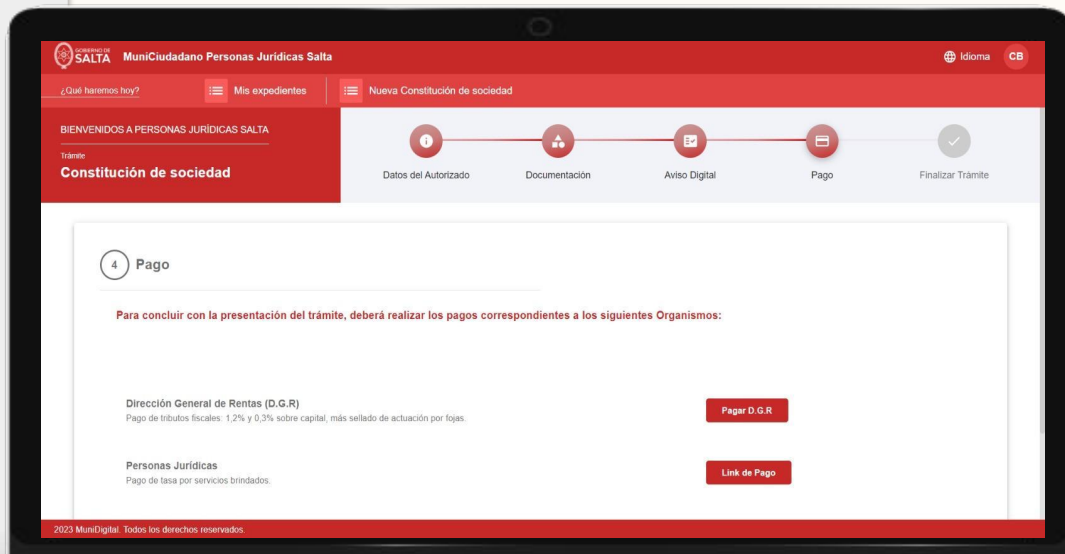 GOBIERNO DE
SALTA
MuniCiudadano Personas Jurídicas Salta
Idioma
CB
¿Qué haremos hoy?
Mis expedientes
Nueva Constitución de sociedad
BIENVENIDOS A PERSONAS JURÍDICAS SALTA
Trámite
Constitución de sociedad
Datos del Autorizado
Documentación
Aviso Digital
Pago
Finalizar Trámite
4 Pago
Para concluir con la presentación del trámite, deberá realizar los pagos correspondientes a los siguientes Organismos:
Dirección General de Rentas (D.G.R)
Pago de tributos fiscales: 1,2% y 0,3% sobre capital, más sellado de actuación por fojas.
Pagar D.G.R
Personas Jurídicas
Pago de tasa por servicios brindados.
Link de Pago
2023 MuniDigital. Todos los derechos reservados.